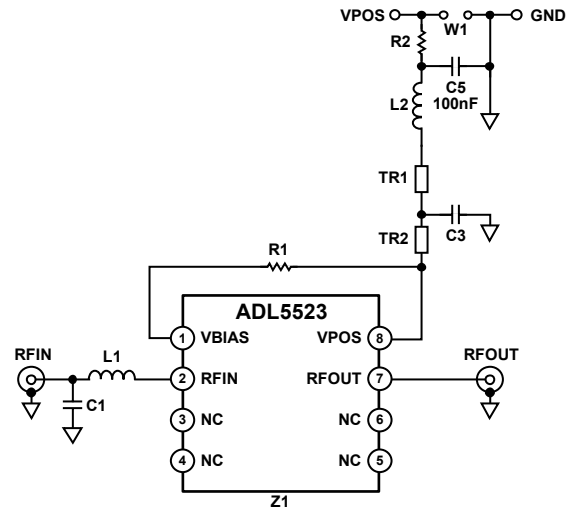 VPOS
W1
GND
R2
C5
100nF
L2
TR1
C3
TR2
R1
ADL5523
1 VBIAS
VPOS 8
RFIN
L1
2 RFIN
RFOUT 7
RFOUT
C1
3 NC
NC 6
4 NC
NC 5
Z1